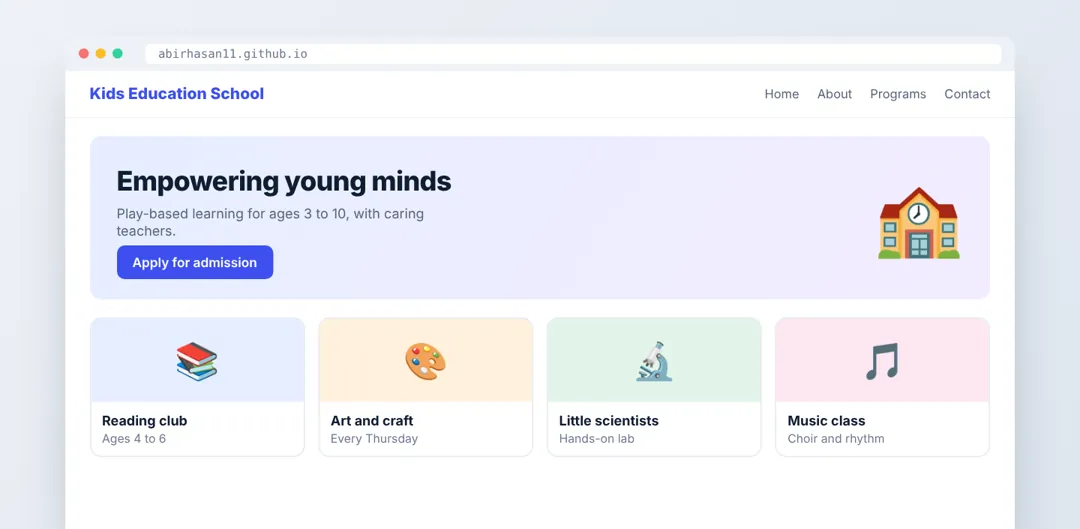 abirhasan11.github.io
Kids Education School
Home About Programs Contact
Empowering young minds
Play-based learning for ages 3 to 10, with caring
teachers.
Apply for admission
Reading club
Ages 4 to 6
Art and craft
Every Thursday
Little scientists
Hands-on lab
Music class
Choir and rhythm